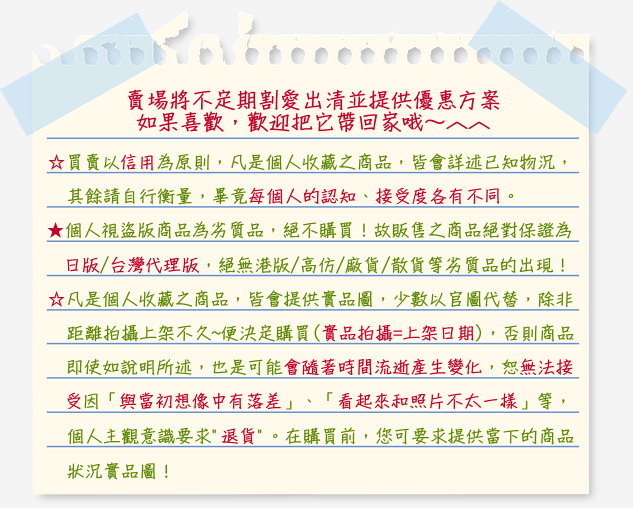 賣場將不定期割愛出清並提供優惠方案
如果喜歡，歡迎把它帶回家哦～︿︿
☆買賣以信用為原則，凡是個人收藏之商品，皆會詳述已知物況，
其餘請自行衡量，畢竟每個人的認知、接受度各有不同。
★個人視盜版商品為劣質品，絕不購買！故販售之商品絕對保證為
日版/台灣代理版，絕無港版/高仿/廠貨/散貨等劣質品的出現！
☆凡是個人收藏之商品，皆會提供實品圖，少數以官圖代替，除非
距離拍攝上架不久~便決定購買(實品拍攝=上架日期)，否則商品
即使如說明所述，也是可能會隨著時間流逝產生變化，恕無法接
受因「與當初想像中有落差」、「看起來和照片不太一樣」等，
個人主觀意識要求"退貨"。在購買前，您可要求提供當下的商品
狀況實品圖！